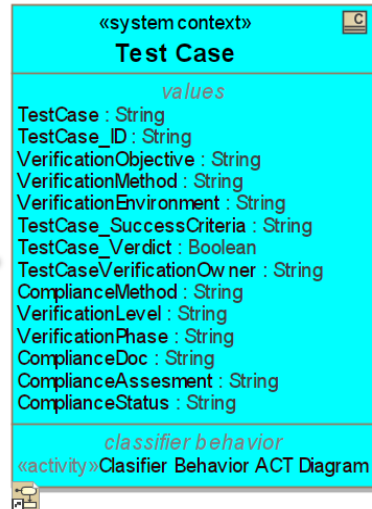 «system context»
C
Test Case
values
TestCase : String
TestCase_ID : String
VerificationObjective : String
VerificationMethod : String
VerificationEnvironment : String
TestCase_SuccessCriteria : String
TestCase_Verdict : Boolean
TestCaseVerificationOwner : String
ComplianceMethod : String
VerificationLevel : String
VerificationPhase : String
ComplianceDoc : String
ComplianceAssesment : String
ComplianceStatus : String
classifier behavior
«activity»Clasifier Behavior ACT Diagram